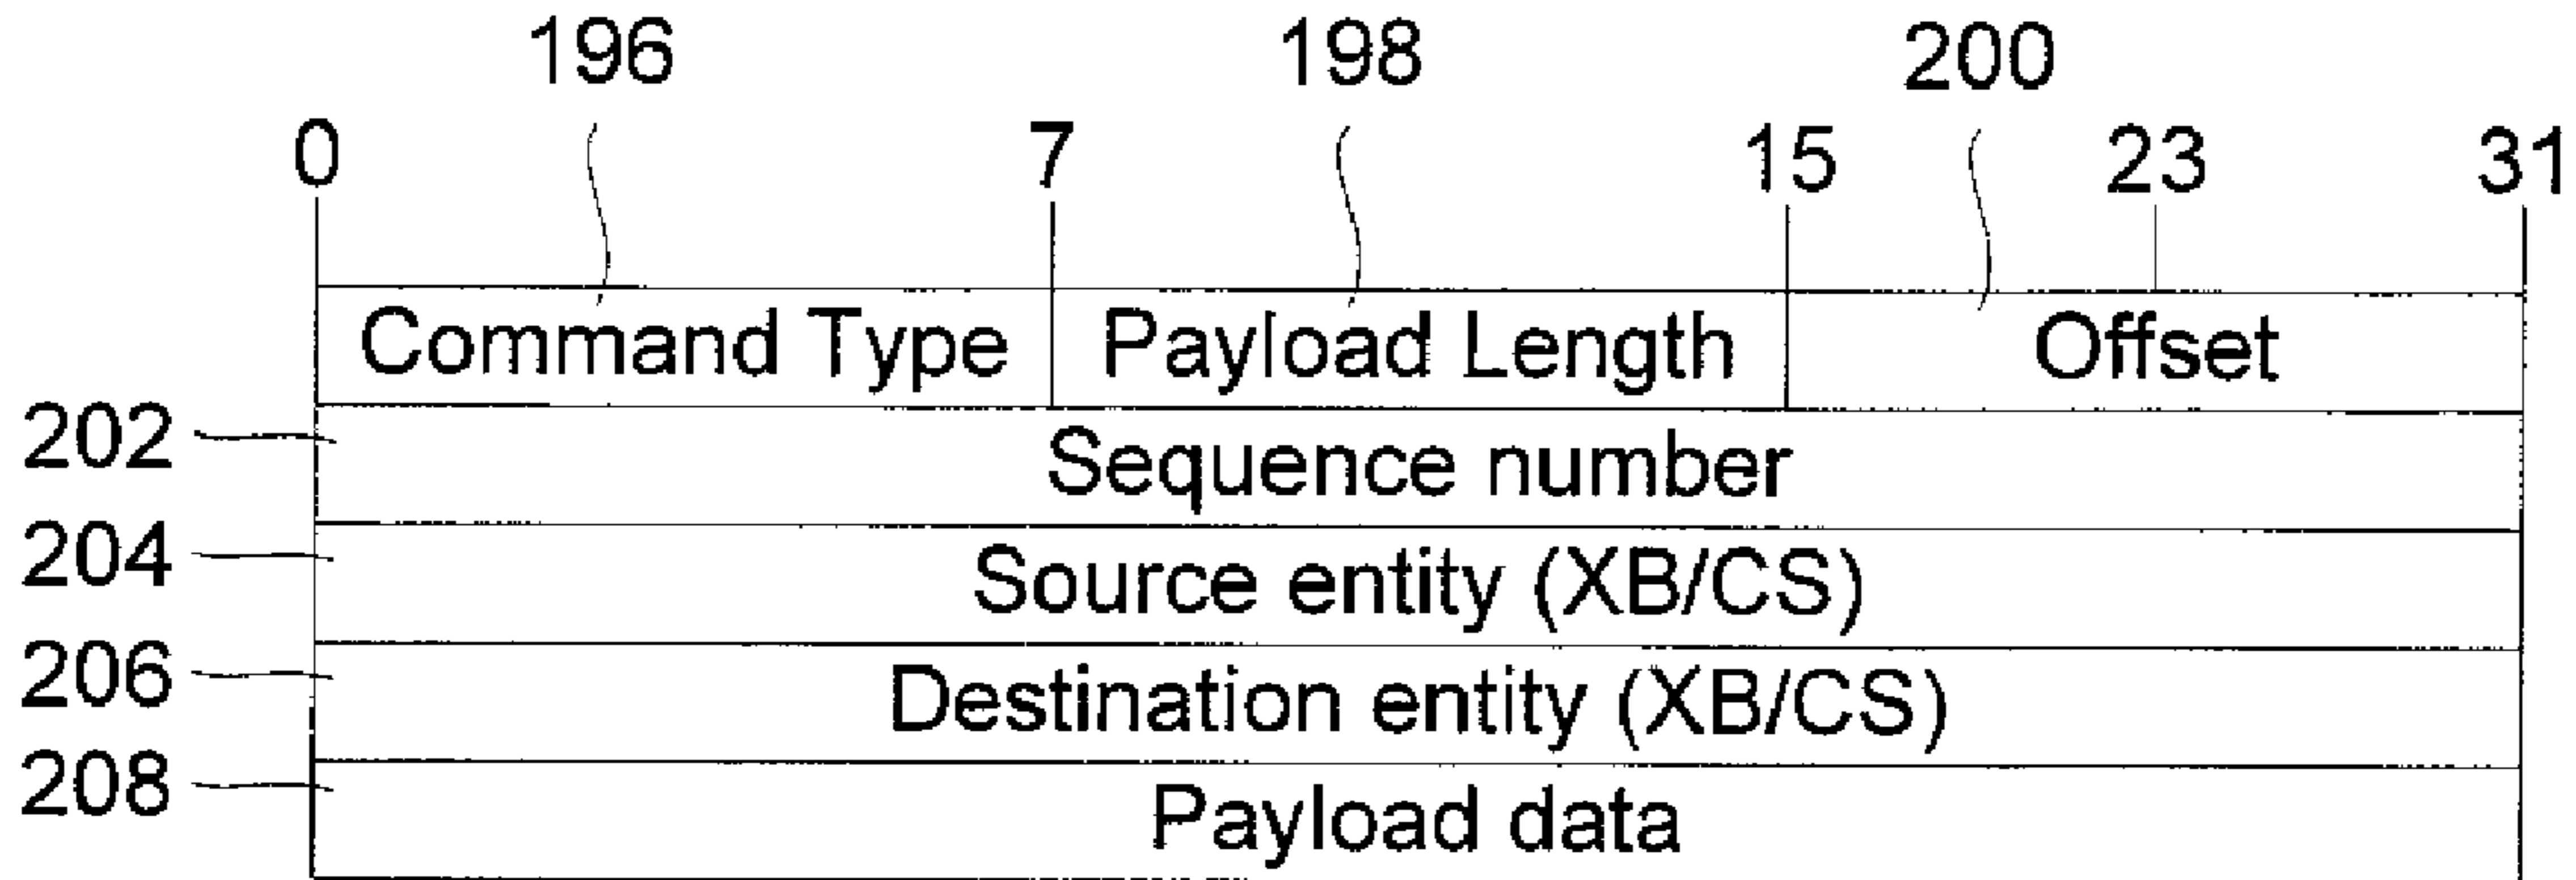 196 198 200
0 7 15 23 31
Command Type Payload Length Offset
202 Sequence number
204 Source entity (XB/CS)
206 Destination entity (XB/CS)
208 Payload data